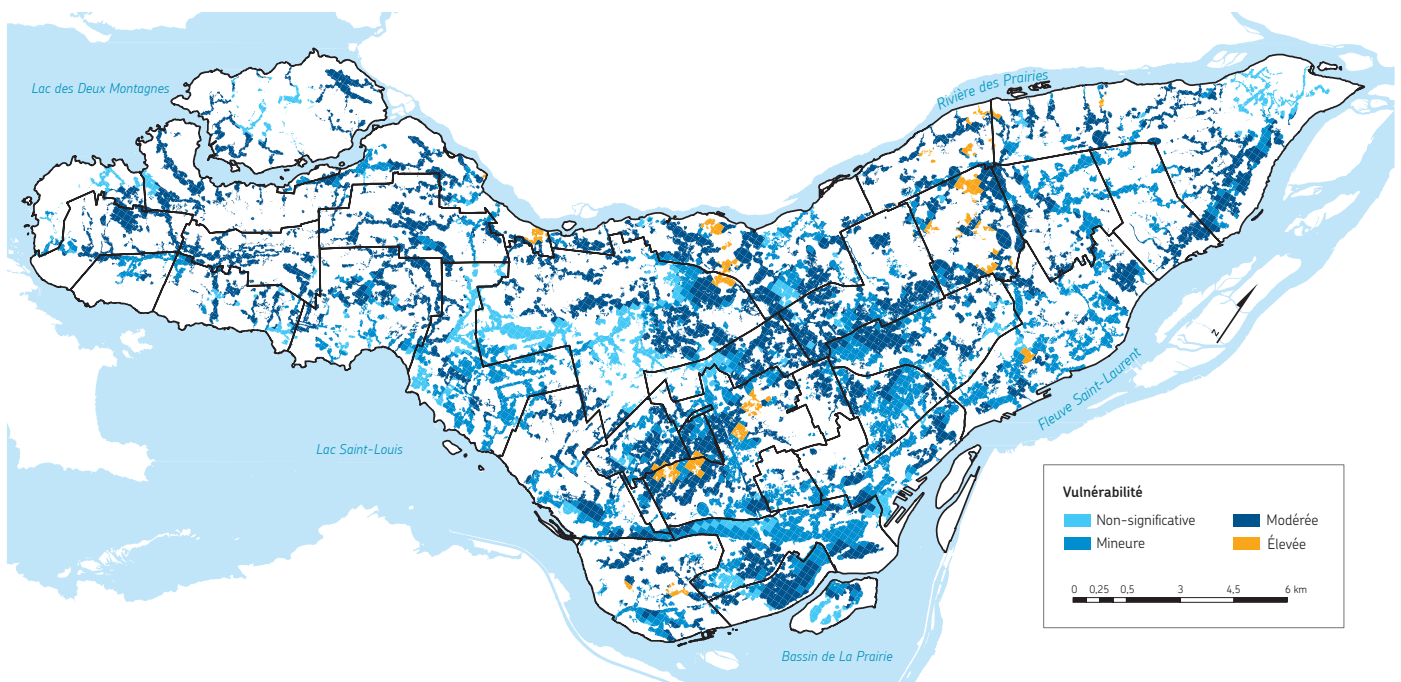 Lac des Deux Montagnes
Rivière des Prairies
N
Fleuve Saint-Laurent
Lac Saint-Louis
Bassin de La Prairie
Vulnérabilité
Non-significative
Modérée
Mineure
Élevée
0 0,25 0,5 3 4,5 6 km